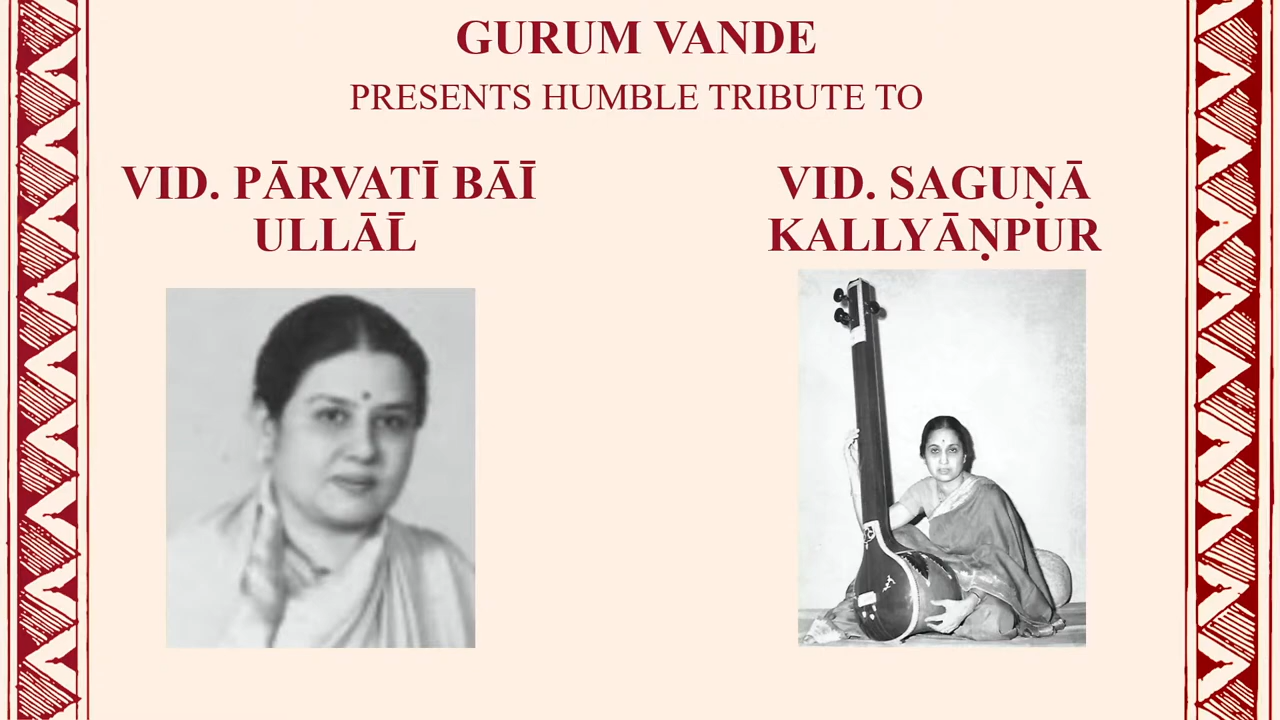 GURUM VANDE
PRESENTS HUMBLE TRIBUTE TO
VID. PĀRVATĪ BĀĪ
ULLĀL̄
VID. SAGUṆĀ
KALLYĀṆPUR